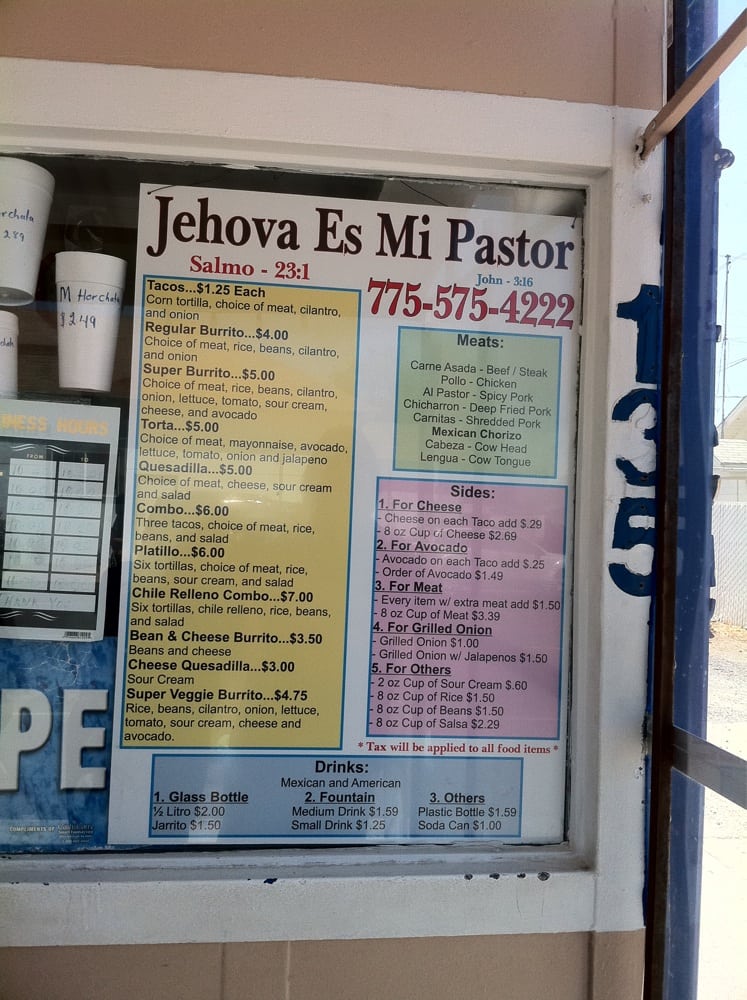 Jehova Es Mi Pastor
Salmo - 23:1
John - 3:16
775-575-4222
Tacos...$1.25 Each
Corn tortilla, choice of meat, cilantro,
and onion
Regular Burrito...$4.00
Choice of meat, rice, beans, cilantro,
and onion
Super Burrito...$5.00
Choice of meat, rice, beans, cilantro,
onion, lettuce, tomato, sour cream,
cheese, and avocado
Torta...$5.00
Choice of meat, mayonnaise, avocado,
lettuce, tomato, onion and jalapeno
Quesadilla...$5.00
Choice of meat, cheese, sour cream
and salad
Combo...$6.00
Three tacos, choice of meat, rice,
beans, and salad
Platillo...$6.00
Six tortillas, choice of meat, rice,
beans, sour cream, and salad
Chile Relleno Combo...$7.00
Six tortillas, chile relleno, rice, beans,
and salad
Bean & Cheese Burrito...$3.50
Beans and cheese
Cheese Quesadilla...$3.00
Sour Cream
Super Veggie Burrito...$4.75
Rice, beans, cilantro, onion, lettuce,
tomato, sour cream, cheese and
avocado.
Meats:
Carne Asada - Beef / Steak
Pollo - Chicken
Al Pastor - Spicy Pork
Chicharron - Deep Fried Pork
Carnitas - Shredded Pork
Mexican Chorizo
Cabeza - Cow Head
Lengua - Cow Tongue
Sides:
1. For Cheese
- Cheese on each Taco add $.29
- 8 oz Cup of Cheese $2.69
2. For Avocado
- Avocado on each Taco add $.25
- Order of Avocado $1.49
3. For Meat
- Every item w/ extra meat add $1.50
- 8 oz Cup of Meat $3.39
4. For Grilled Onion
- Grilled Onion $1.00
- Grilled Onion w/ Jalapenos $1.50
5. For Others
- 2 oz Cup of Sour Cream $.60
- 8 oz Cup of Rice $1.50
- 8 oz Cup of Beans $1.50
- 8 oz Cup of Salsa $2.29
* Tax will be applied to all food items *
Drinks:
Mexican and American
1. Glass Bottle
½ Litro $2.00
Jarrito $1.50
2. Fountain
Medium Drink $1.59
Small Drink $1.25
3. Others
Plastic Bottle $1.59
Soda Can $1.00
rchata
289
M Horchata
$2.49
NESS HOURS
FROM TO
PE
COMPLIMENTS OF
135